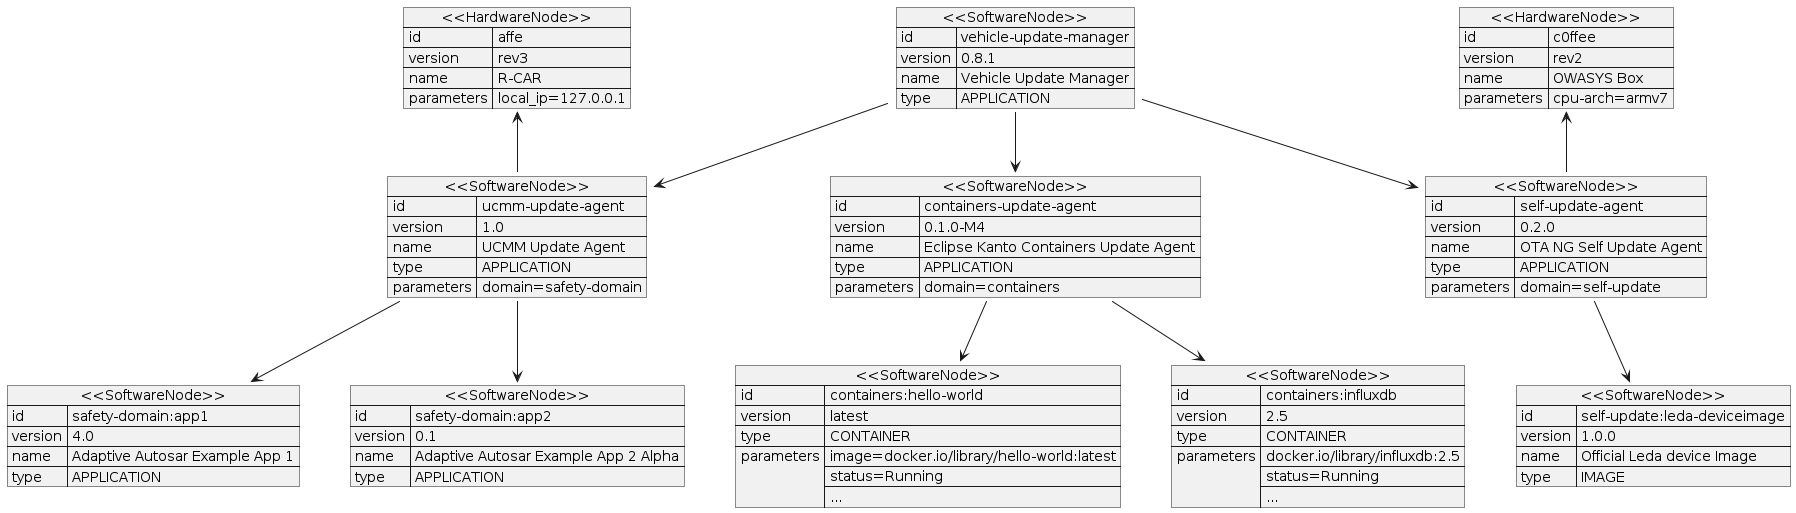 <<HardwareNode>>
id affe
version rev3
name R-CAR
parameters local_ip=127.0.0.1
<<SoftwareNode>>
id vehicle-update-manager
version 0.8.1
name Vehicle Update Manager
type APPLICATION
<<HardwareNode>>
id c0ffee
version rev2
name OWASYS Box
parameters cpu-arch=armv7
<<SoftwareNode>>
id ucmm-update-agent
version 1.0
name UCMM Update Agent
type APPLICATION
parameters domain=safety-domain
<<SoftwareNode>>
id containers-update-agent
version 0.1.0-M4
name Eclipse Kanto Containers Update Agent
type APPLICATION
parameters domain=containers
<<SoftwareNode>>
id self-update-agent
version 0.2.0
name OTA NG Self Update Agent
type APPLICATION
parameters domain=self-update
<<SoftwareNode>>
id safety-domain:app1
version 4.0
name Adaptive Autosar Example App 1
type APPLICATION
<<SoftwareNode>>
id safety-domain:app2
version 0.1
name Adaptive Autosar Example App 2 Alpha
type APPLICATION
<<SoftwareNode>>
id containers:hello-world
version latest
type CONTAINER
parameters image=docker.io/library/hello-world:latest
status=Running
...
<<SoftwareNode>>
id containers:influxdb
version 2.5
type CONTAINER
parameters docker.io/library/influxdb:2.5
status=Running
...
<<SoftwareNode>>
id self-update:leda-deviceimage
version 1.0.0
name Official Leda device Image
type IMAGE